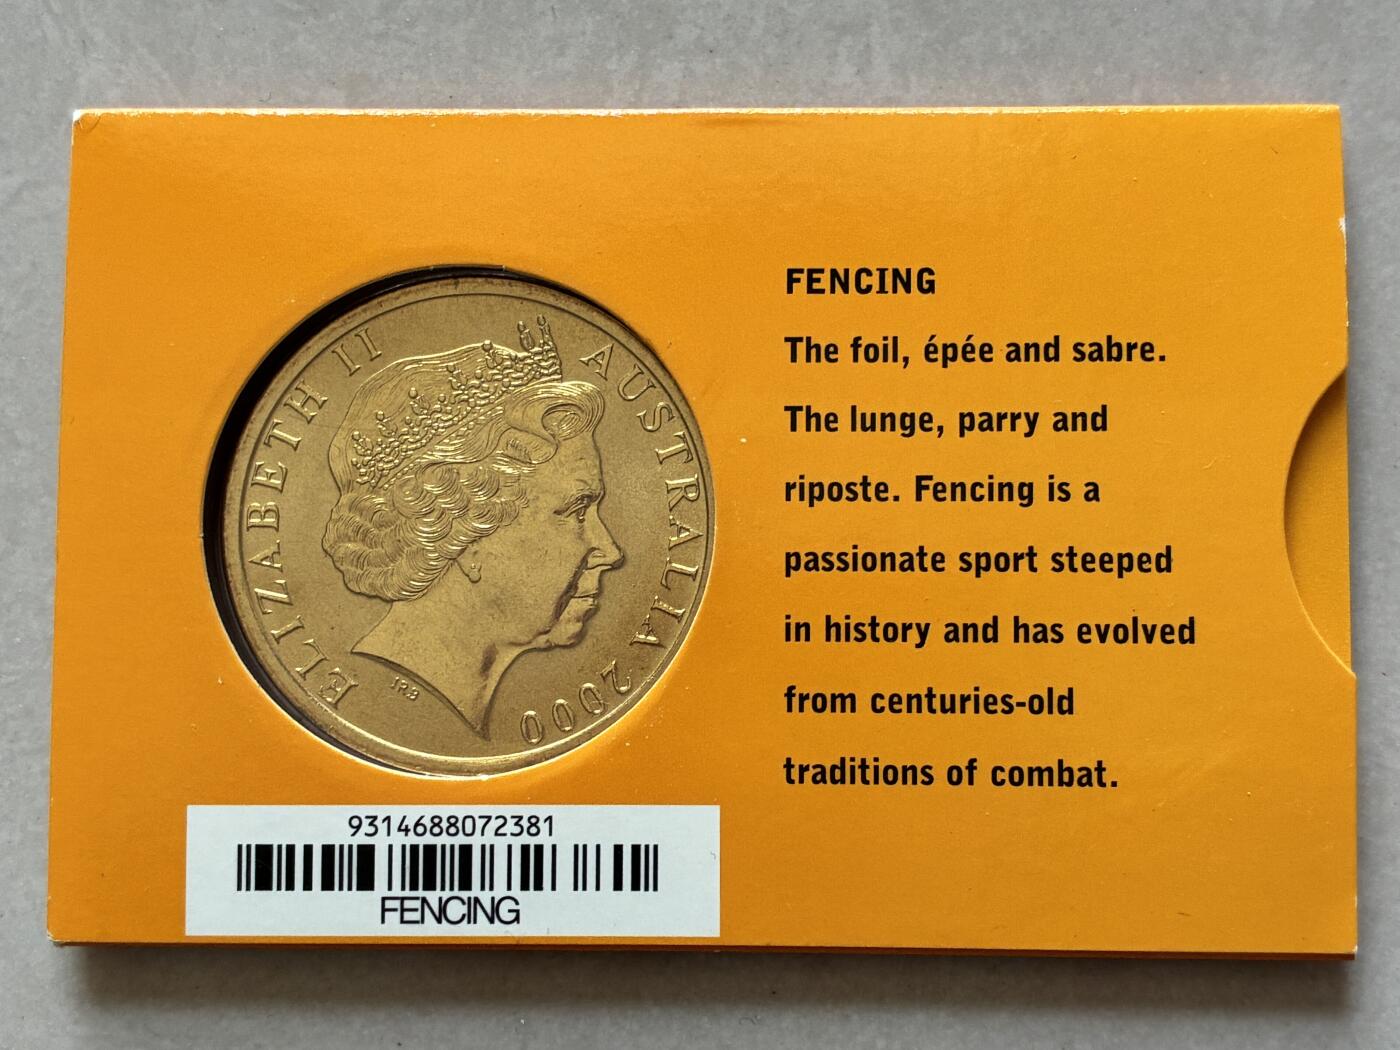 ELIZABETH II AUSTRALIA 2000
IRB
FENCING
The foil, épée and sabre.
The lunge, parry and
riposte. Fencing is a
passionate sport steeped
in history and has evolved
from centuries-old
traditions of combat.
9314688072381
FENCING